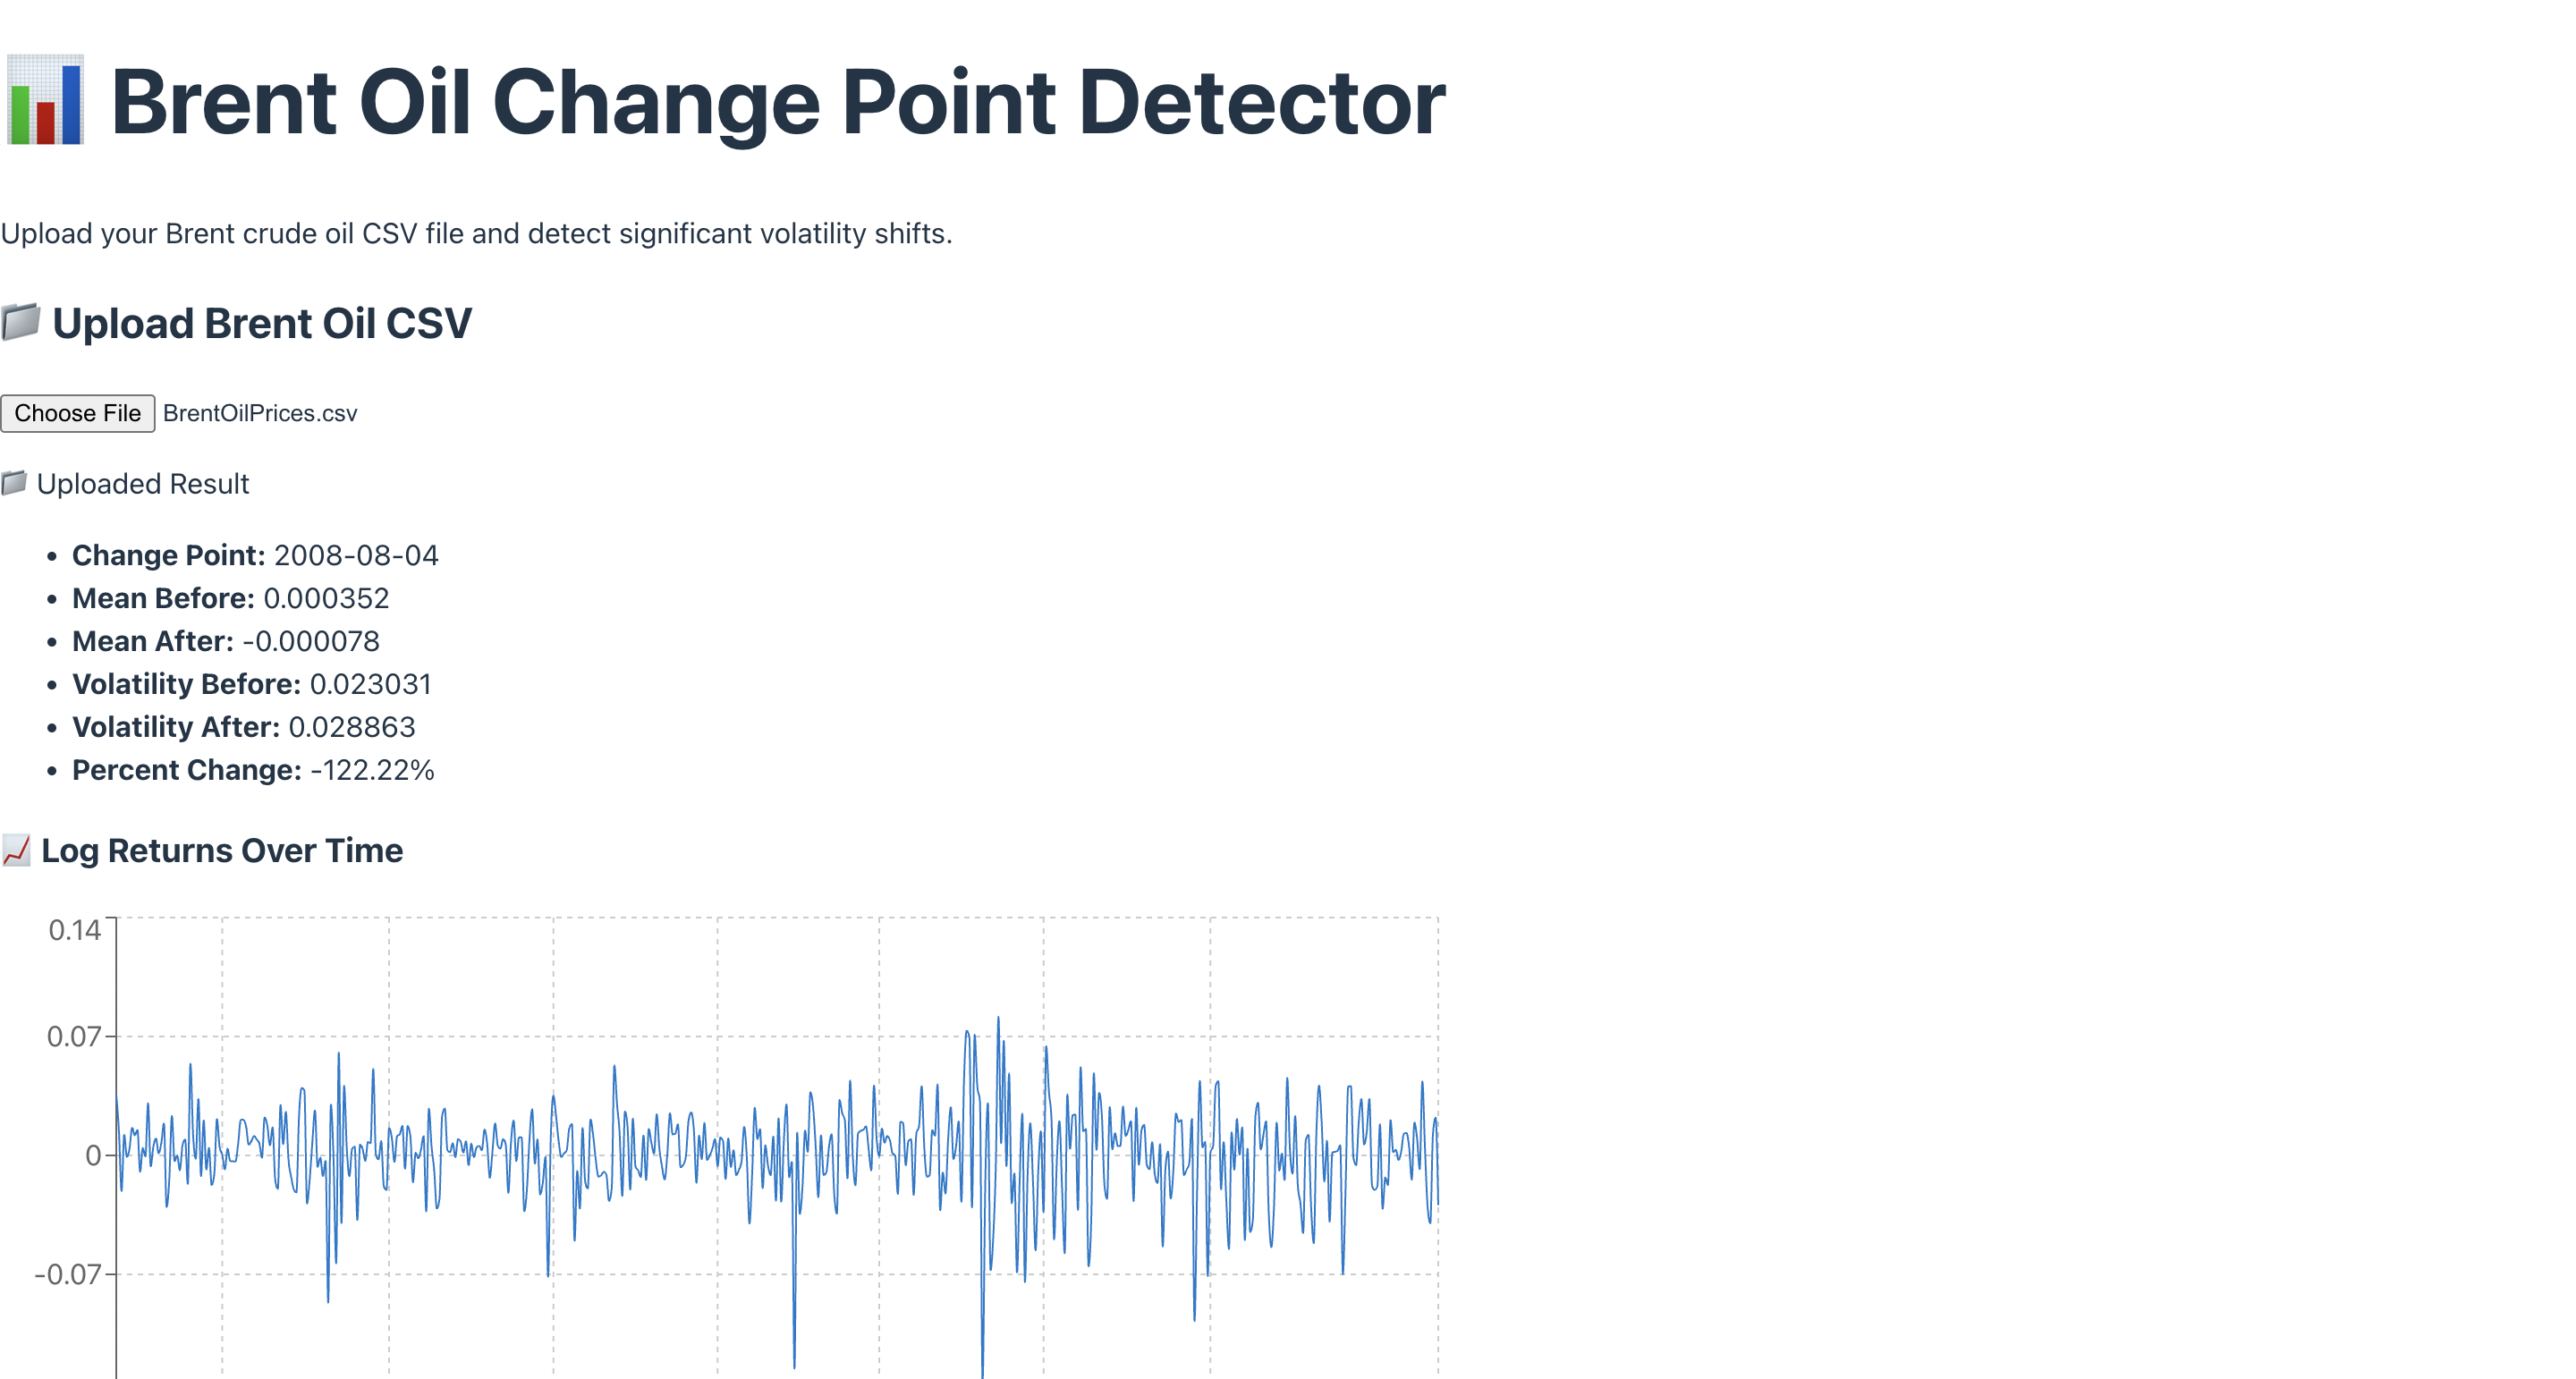 Brent Oil Change Point Detector
Upload your Brent crude oil CSV file and detect significant volatility shifts.
Upload Brent Oil CSV
Choose File BrentOilPrices.csv
Uploaded Result
Change Point: 2008-08-04
Mean Before: 0.000352
Mean After: -0.000078
Volatility Before: 0.023031
Volatility After: 0.028863
Percent Change: -122.22%
Log Returns Over Time
0.14
0.07
0
-0.07